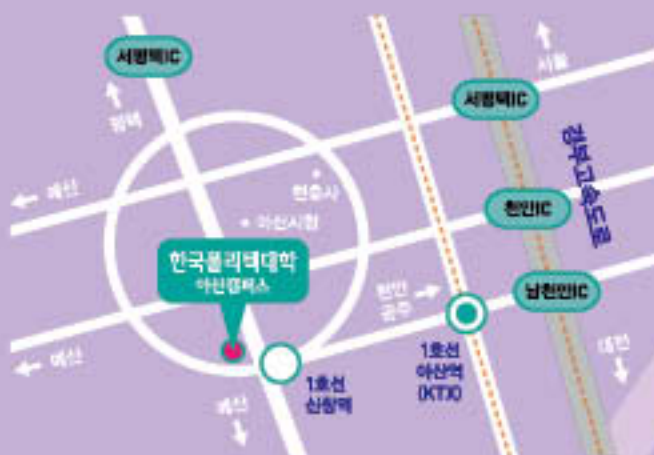 서평택IC
평택
서울
서평택IC
경부고속도로
예산
현충사
아산시청
천안IC
한국폴리텍대학
아산캠퍼스
천안
공주
남천안IC
예산
1호선
신창역
1호선
아산역
(KTX)
대전
예산